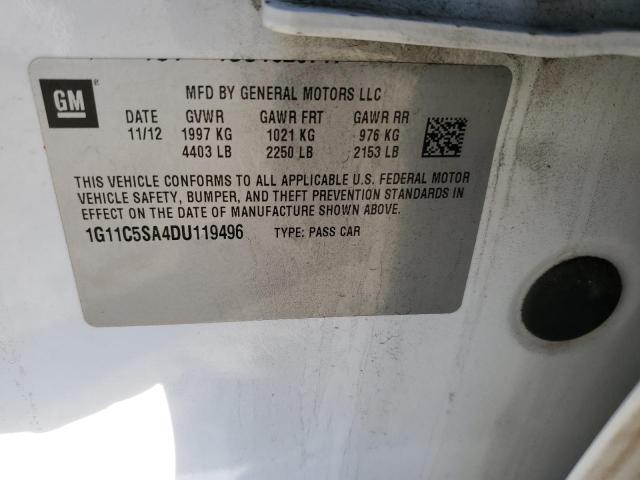 GM
MFD BY GENERAL MOTORS LLC
DATE GVWR GAWR FRT GAWR RR
11/12 1997 KG 1021 KG 976 KG
4403 LB 2250 LB 2153 LB
THIS VEHICLE CONFORMS TO ALL APPLICABLE U.S. FEDERAL MOTOR
VEHICLE SAFETY, BUMPER, AND THEFT PREVENTION STANDARDS IN
EFFECT ON THE DATE OF MANUFACTURE SHOWN ABOVE.
1G11C5SA4DU119496 TYPE: PASS CAR